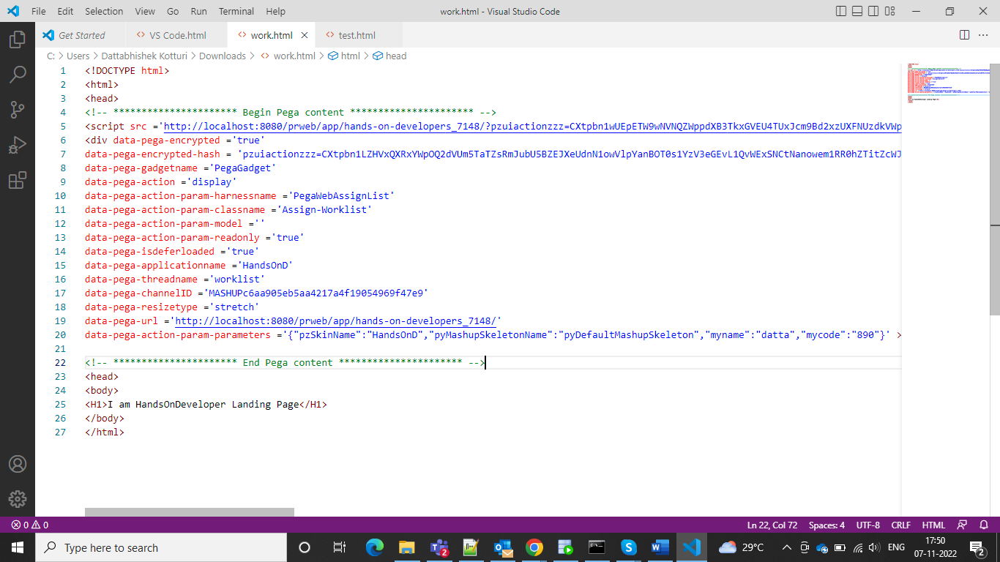 File Edit Selection View Go Run Terminal Help work.html - Visual Studio Code
Get Started VS Code.html work.html test.html
C: > Users > Dattabhishek Kotturi > Downloads > work.html > html > head
1 <!DOCTYPE html>
2 <html>
3 <head>
4 <!-- ********************** Begin Pega content ********************** -->
5 <script src ='http://localhost:8080/prweb/app/hands-on-developers_7148/?pzuiactionzzz=CXtpbn1wUEpETW9wNVNQZWppdXB3TkxGVEU4TUxJcm9Bd2xzUXFNUzdkVWp
6 <div data-pega-encrypted ='true'
7 data-pega-encrypted-hash = 'pzuiactionzzz=CXtpbn1LZHVxQXRxYWpOQ2dVUm5TaTZsRmJubU5BZEJXeUdnN1owVlpYanBOT0s1YzV3eGEvL1QvWExSNCtNanowem1RR0hZTitZcWJ
8 data-pega-gadgetname ='PegaGadget'
9 data-pega-action ='display'
10 data-pega-action-param-harnessname ='PegaWebAssignList'
11 data-pega-action-param-classname ='Assign-Worklist'
12 data-pega-action-param-model =''
13 data-pega-action-param-readonly ='true'
14 data-pega-isdeferloaded ='true'
15 data-pega-applicationname ='HandsOnD'
16 data-pega-threadname ='worklist'
17 data-pega-channelID ='MASHUPc6aa905eb5aa4217a4f19054969f47e9'
18 data-pega-resizetype ='stretch'
19 data-pega-url ='http://localhost:8080/prweb/app/hands-on-developers_7148/'
20 data-pega-action-param-parameters ='{"pzSkinName":"HandsOnD","pyMashupSkeletonName":"pyDefaultMashupSkeleton","myname":"datta","mycode":"890"}' >
21
22 <!-- ********************** End Pega content ********************** -->
23 <head>
24 <body>
25 <H1>I am HandsOnDeveloper Landing Page</H1>
26 </body>
27 </html>
0 0 Ln 22, Col 72 Spaces: 4 UTF-8 CRLF HTML
Type here to search 2 29°C ENG 17:50
07-11-2022 2